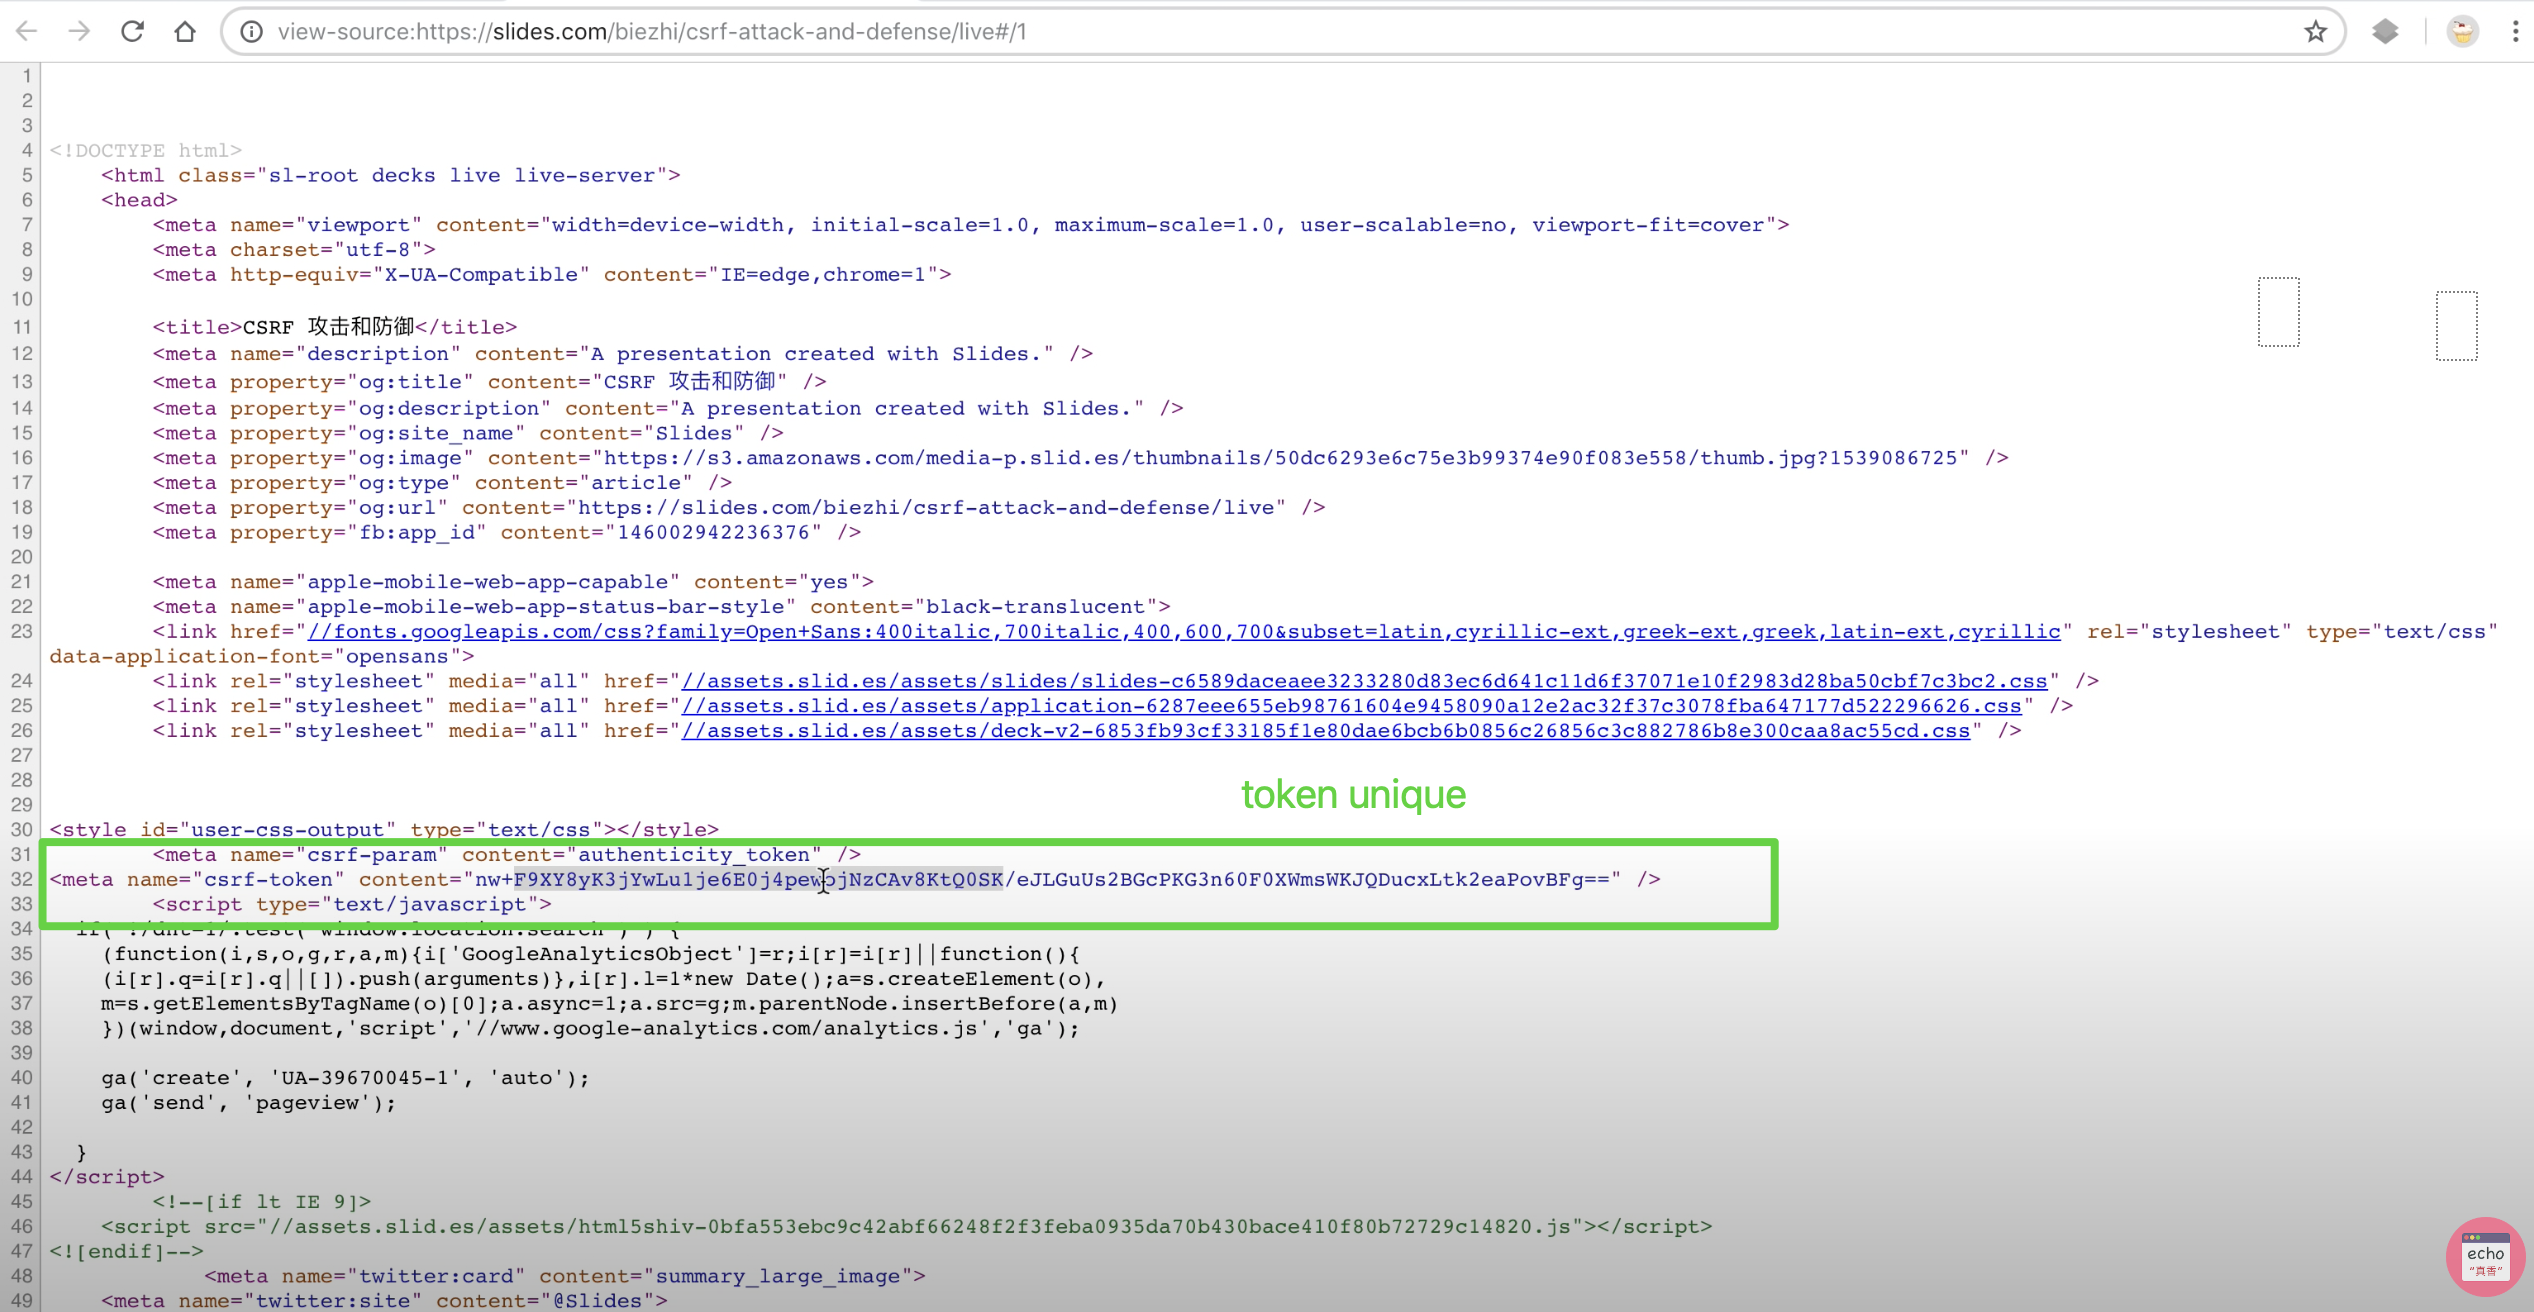 view-source:https://slides.com/biezhi/csrf-attack-and-defense/live#/1
1
2
3
4 <!DOCTYPE html>
5 <html class="sl-root decks live live-server">
6 <head>
7 <meta name="viewport" content="width=device-width, initial-scale=1.0, maximum-scale=1.0, user-scalable=no, viewport-fit=cover">
8 <meta charset="utf-8">
9 <meta http-equiv="X-UA-Compatible" content="IE=edge,chrome=1">
10
11 <title>CSRF 攻击和防御</title>
12 <meta name="description" content="A presentation created with Slides." />
13 <meta property="og:title" content="CSRF 攻击和防御" />
14 <meta property="og:description" content="A presentation created with Slides." />
15 <meta property="og:site_name" content="Slides" />
16 <meta property="og:image" content="https://s3.amazonaws.com/media-p.slid.es/thumbnails/50dc6293e6c75e3b99374e90f083e558/thumb.jpg?1539086725" />
17 <meta property="og:type" content="article" />
18 <meta property="og:url" content="https://slides.com/biezhi/csrf-attack-and-defense/live" />
19 <meta property="fb:app_id" content="146002942236376" />
20
21 <meta name="apple-mobile-web-app-capable" content="yes">
22 <meta name="apple-mobile-web-app-status-bar-style" content="black-translucent">
23 <link href="//fonts.googleapis.com/css?family=Open+Sans:400italic,700italic,400,600,700&subset=latin,cyrillic-ext,greek-ext,greek,latin-ext,cyrillic" rel="stylesheet" type="text/css"
data-application-font="opensans">
24 <link rel="stylesheet" media="all" href="//assets.slid.es/assets/slides/slides-c6589daceaee3233280d83ec6d641c11d6f37071e10f2983d28ba50cbf7c3bc2.css" />
25 <link rel="stylesheet" media="all" href="//assets.slid.es/assets/application-6287eee655eb98761604e9458090a12e2ac32f37c3078fba647177d522296626.css" />
26 <link rel="stylesheet" media="all" href="//assets.slid.es/assets/deck-v2-6853fb93cf33185f1e80dae6bcb6b0856c26856c3c882786b8e300caa8ac55cd.css" />
27
28
token unique
29
30 <style id="user-css-output" type="text/css"></style>
31 <meta name="csrf-param" content="authenticity_token" />
32 <meta name="csrf-token" content=" />
33 <script type="text/javascript">
34 if( !/dnt=1/.test( window.location.search ) ) {
35 (function(i,s,o,g,r,a,m){i['GoogleAnalyticsObject']=r;i[r]=i[r]||function(){
36 (i[r].q=i[r].q||[]).push(arguments)},i[r].l=1*new Date();a=s.createElement(o),
37 m=s.getElementsByTagName(o)[0];a.async=1;a.src=g;m.parentNode.insertBefore(a,m)
38 })(window,document,'script','//www.google-analytics.com/analytics.js','ga');
39
40 ga('create', 'UA-39670045-1', 'auto');
41 ga('send', 'pageview');
42
43 }
44 </script>
45 <!--[if lt IE 9]>
46 <script src="//assets.slid.es/assets/html5shiv-0bfa553ebc9c42abf66248f2f3feba0935da70b430bace410f80b72729c14820.js"></script>
47 <![endif]-->
48 <meta name="twitter:card" content="summary_large_image">
49 <meta name="twitter:site" content="@Slides">
echo
"真香"